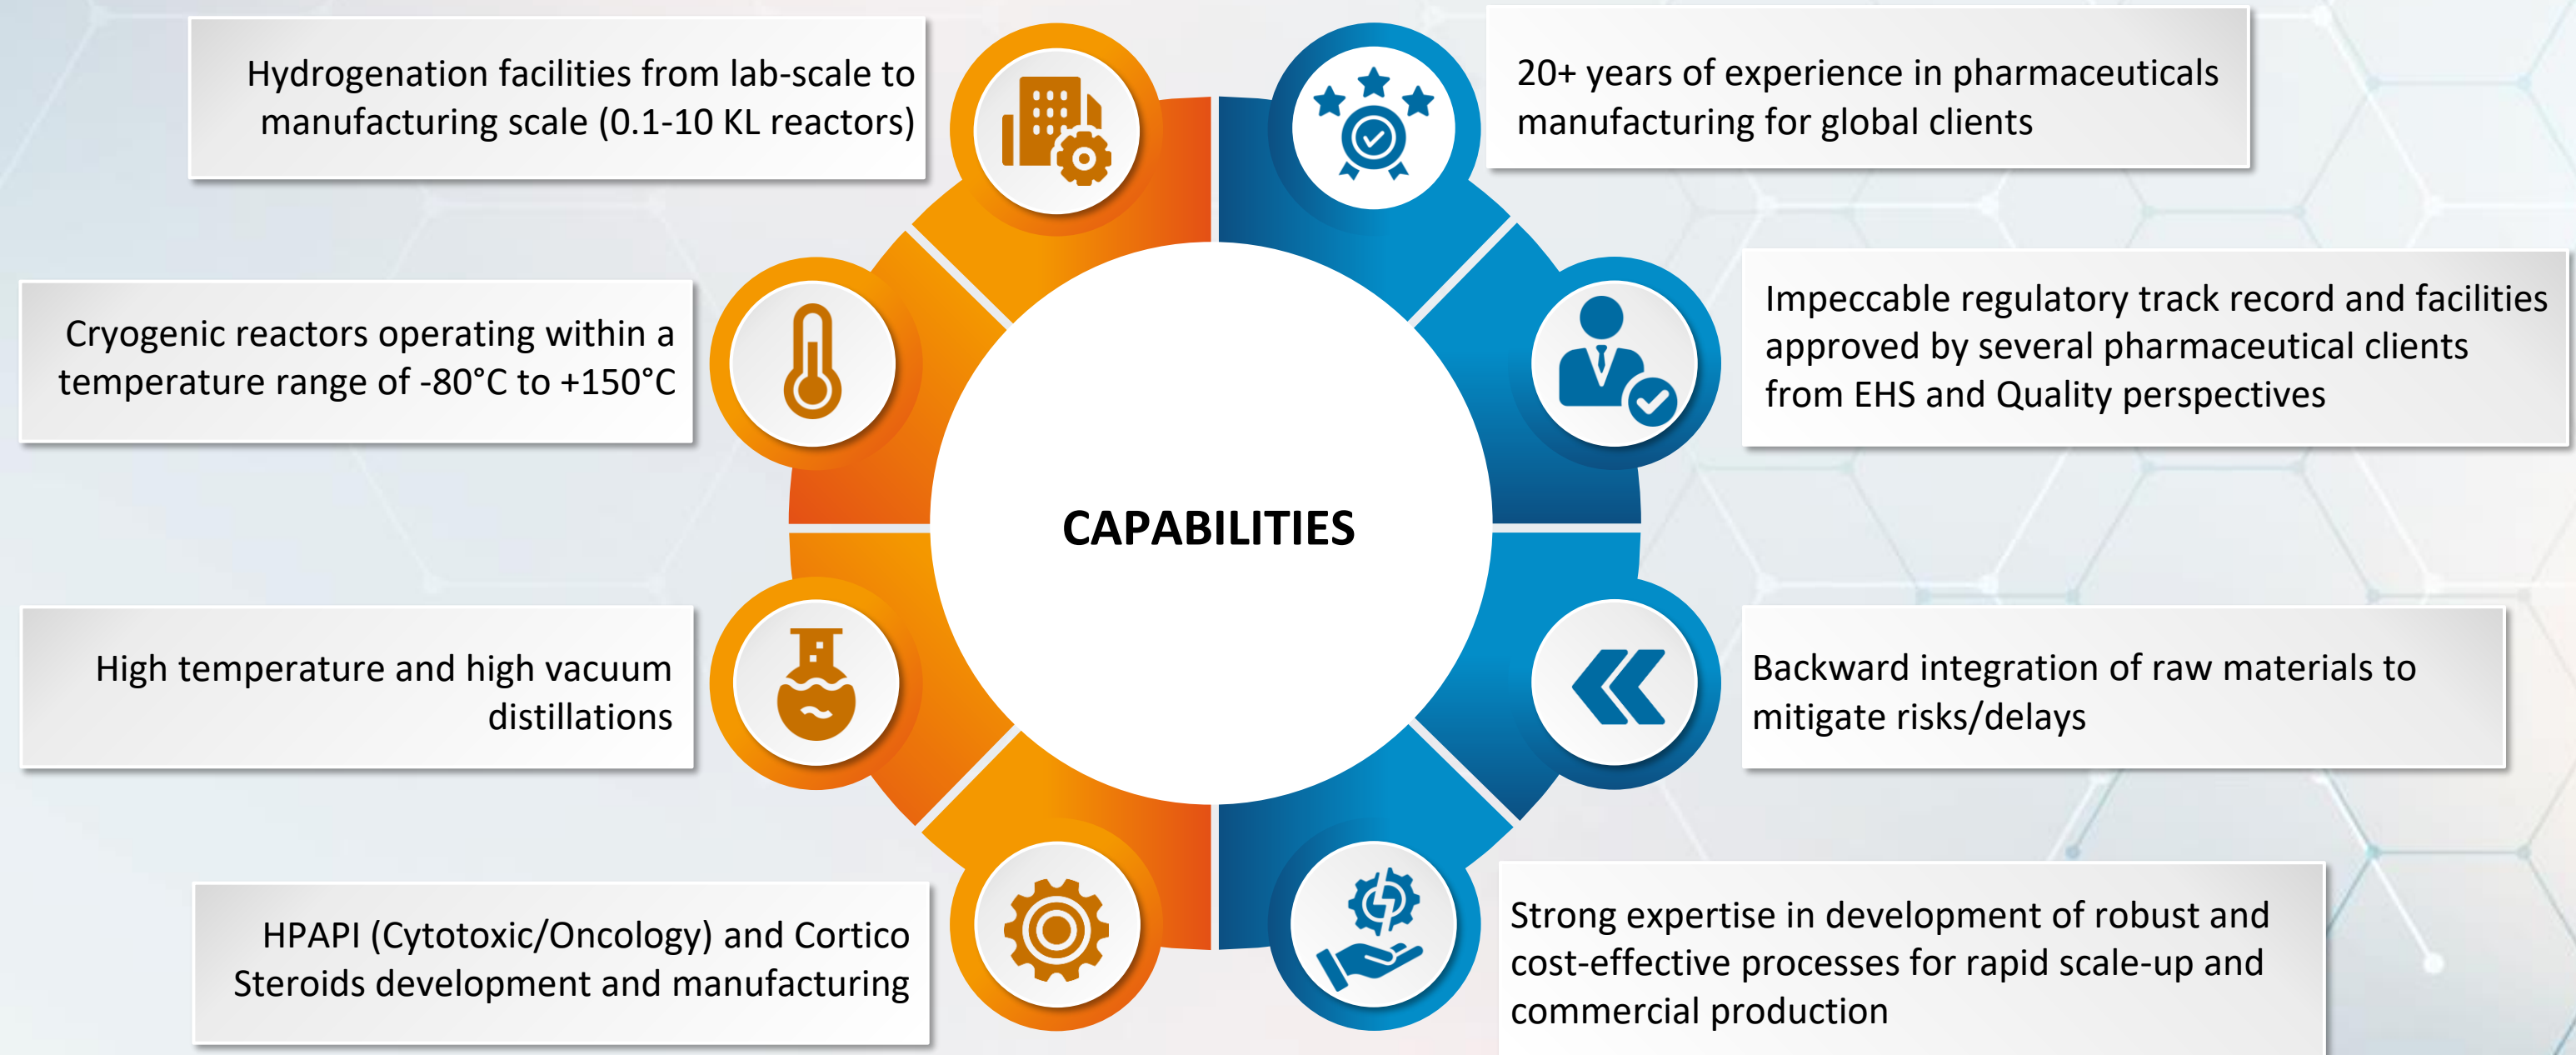 Hydrogenation facilities from lab-scale to
manufacturing scale (0.1-10 KL reactors)
20+ years of experience in pharmaceuticals
manufacturing for global clients
Cryogenic reactors operating within a
temperature range of -80°C to +150°C
Impeccable regulatory track record and facilities
approved by several pharmaceutical clients
from EHS and Quality perspectives
CAPABILITIES
High temperature and high vacuum
distillations
Backward integration of raw materials to
mitigate risks/delays
HPAPI (Cytotoxic/Oncology) and Cortico
Steroids development and manufacturing
Strong expertise in development of robust and
cost-effective processes for rapid scale-up and
commercial production